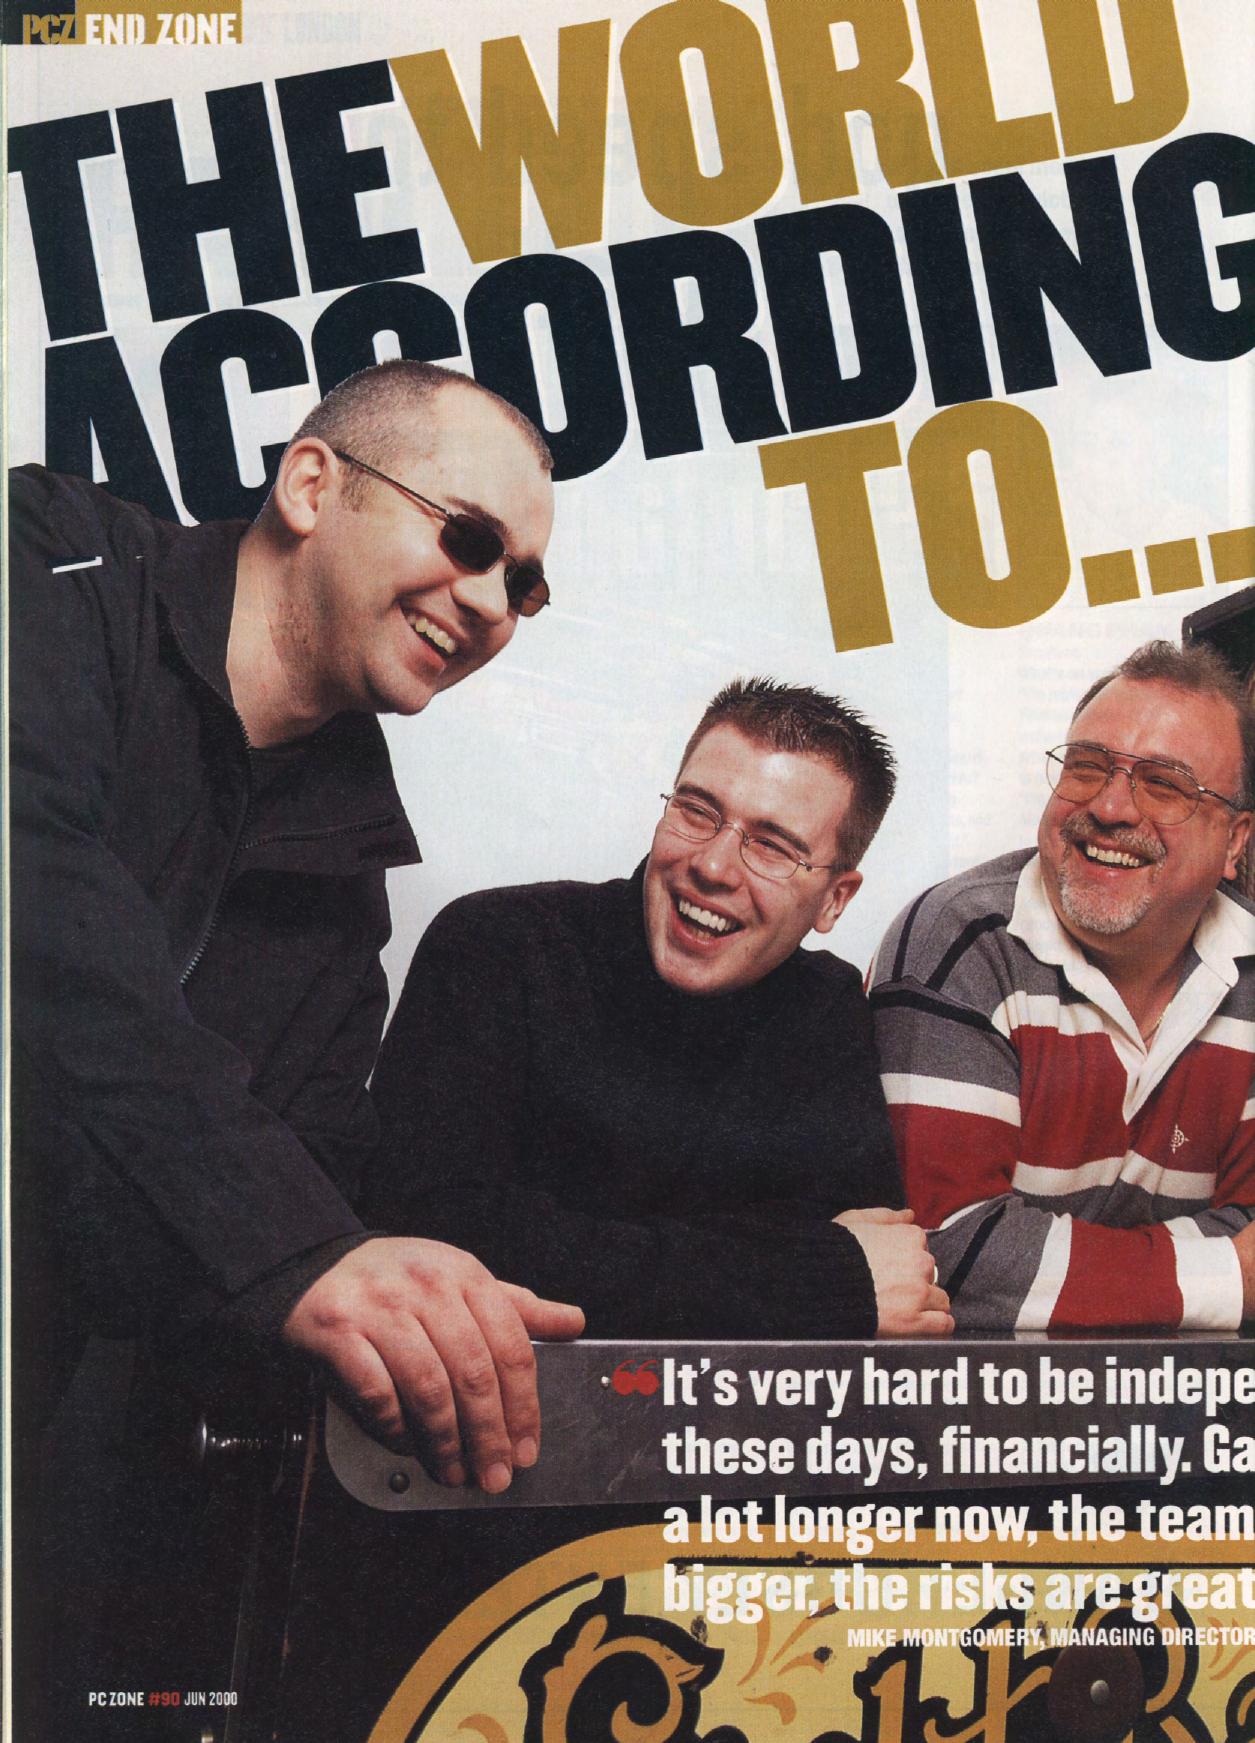 PCZ END ZONE
THE WORLD
ACCORDING
TO...
“It's very hard to be indepe
these days, financially. Ga
a lot longer now, the team
bigger, the risks are great
MIKE MONTGOMERY, MANAGING DIRECTOR
PC ZONE #90 JUN 2000